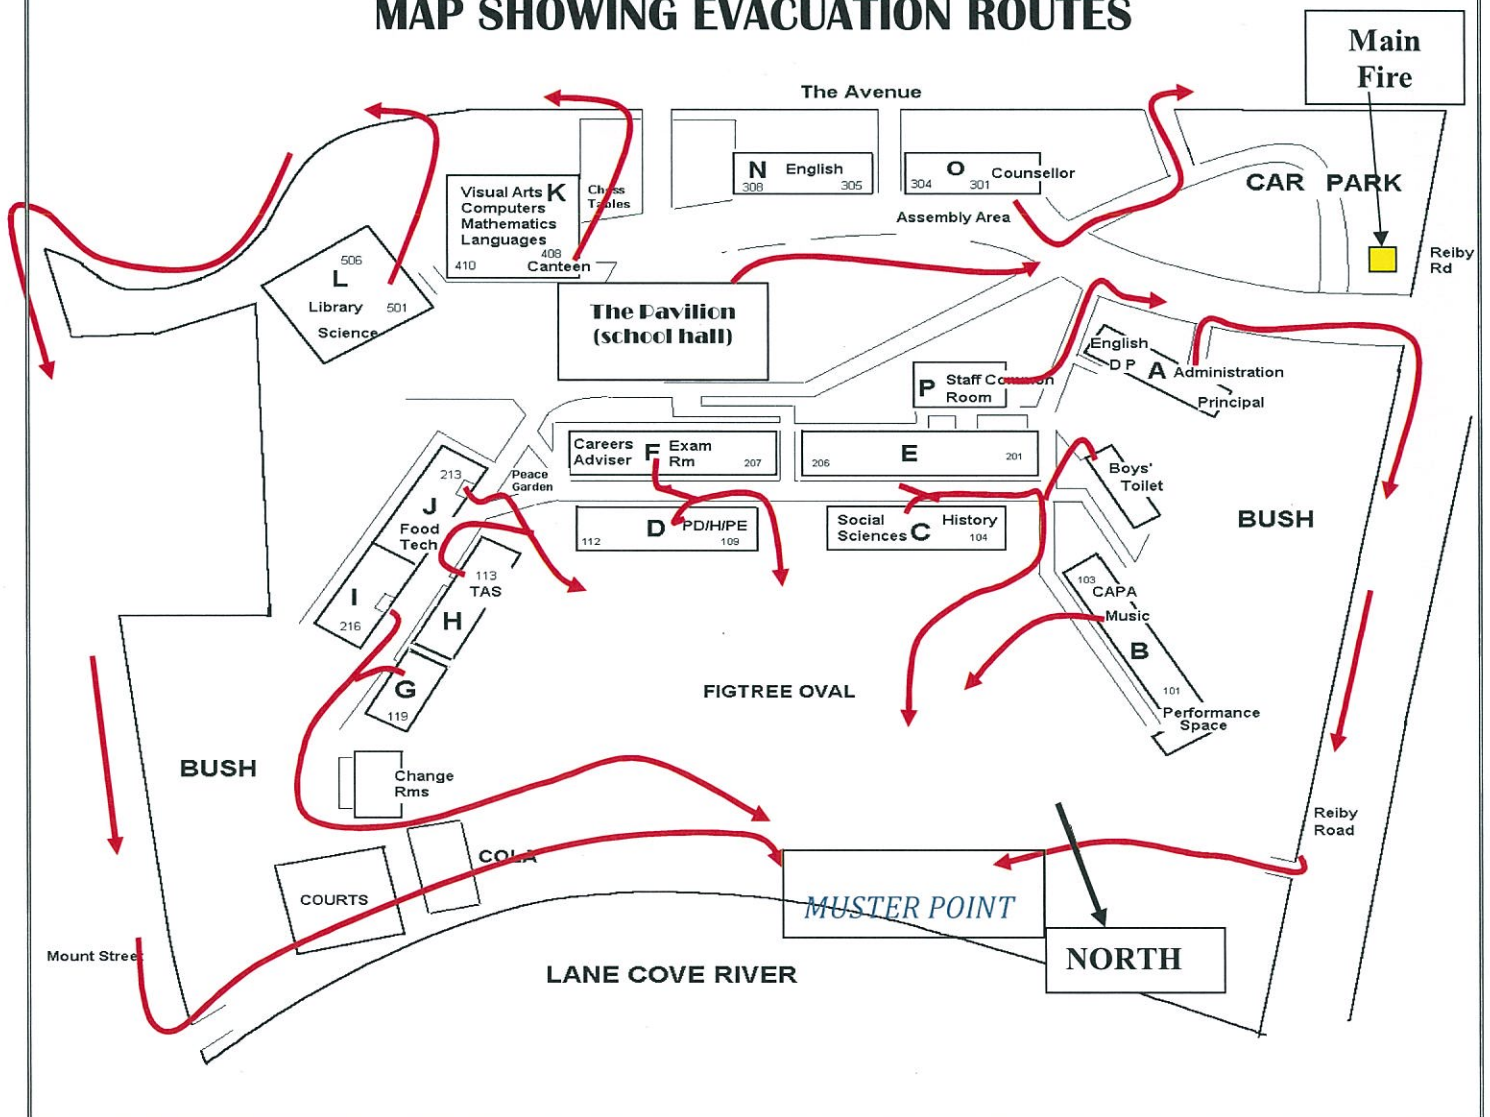 MAP SHOWING EVACUATION ROUTES
Main
Fire
The Avenue
N English
308 305
O Counsellor
304 301
Assembly Area
CAR PARK
Reiby
Rd
Visual Arts K
Computers
Mathematics
Languages
408
410 Canteen
Chess
Tables
506
L
Library 501
Science
The Pavilion
(school hall)
English
D P A Administration
Principal
P Staff Common
Room
Careers F Exam
Adviser Rm 207
206 E 201
Boys'
Toilet
BUSH
213
J
Food
Tech
Peace
Garden
D PD/H/PE
112 109
Social History
Sciences C 104
I
216
113
TAS
H
G
119
103
CAPA
Music
B
101
Performance
Space
FIGTREE OVAL
BUSH
Change
Rms
COLA
COURTS
Reiby
Road
MUSTER POINT
Mount Street
LANE COVE RIVER
NORTH